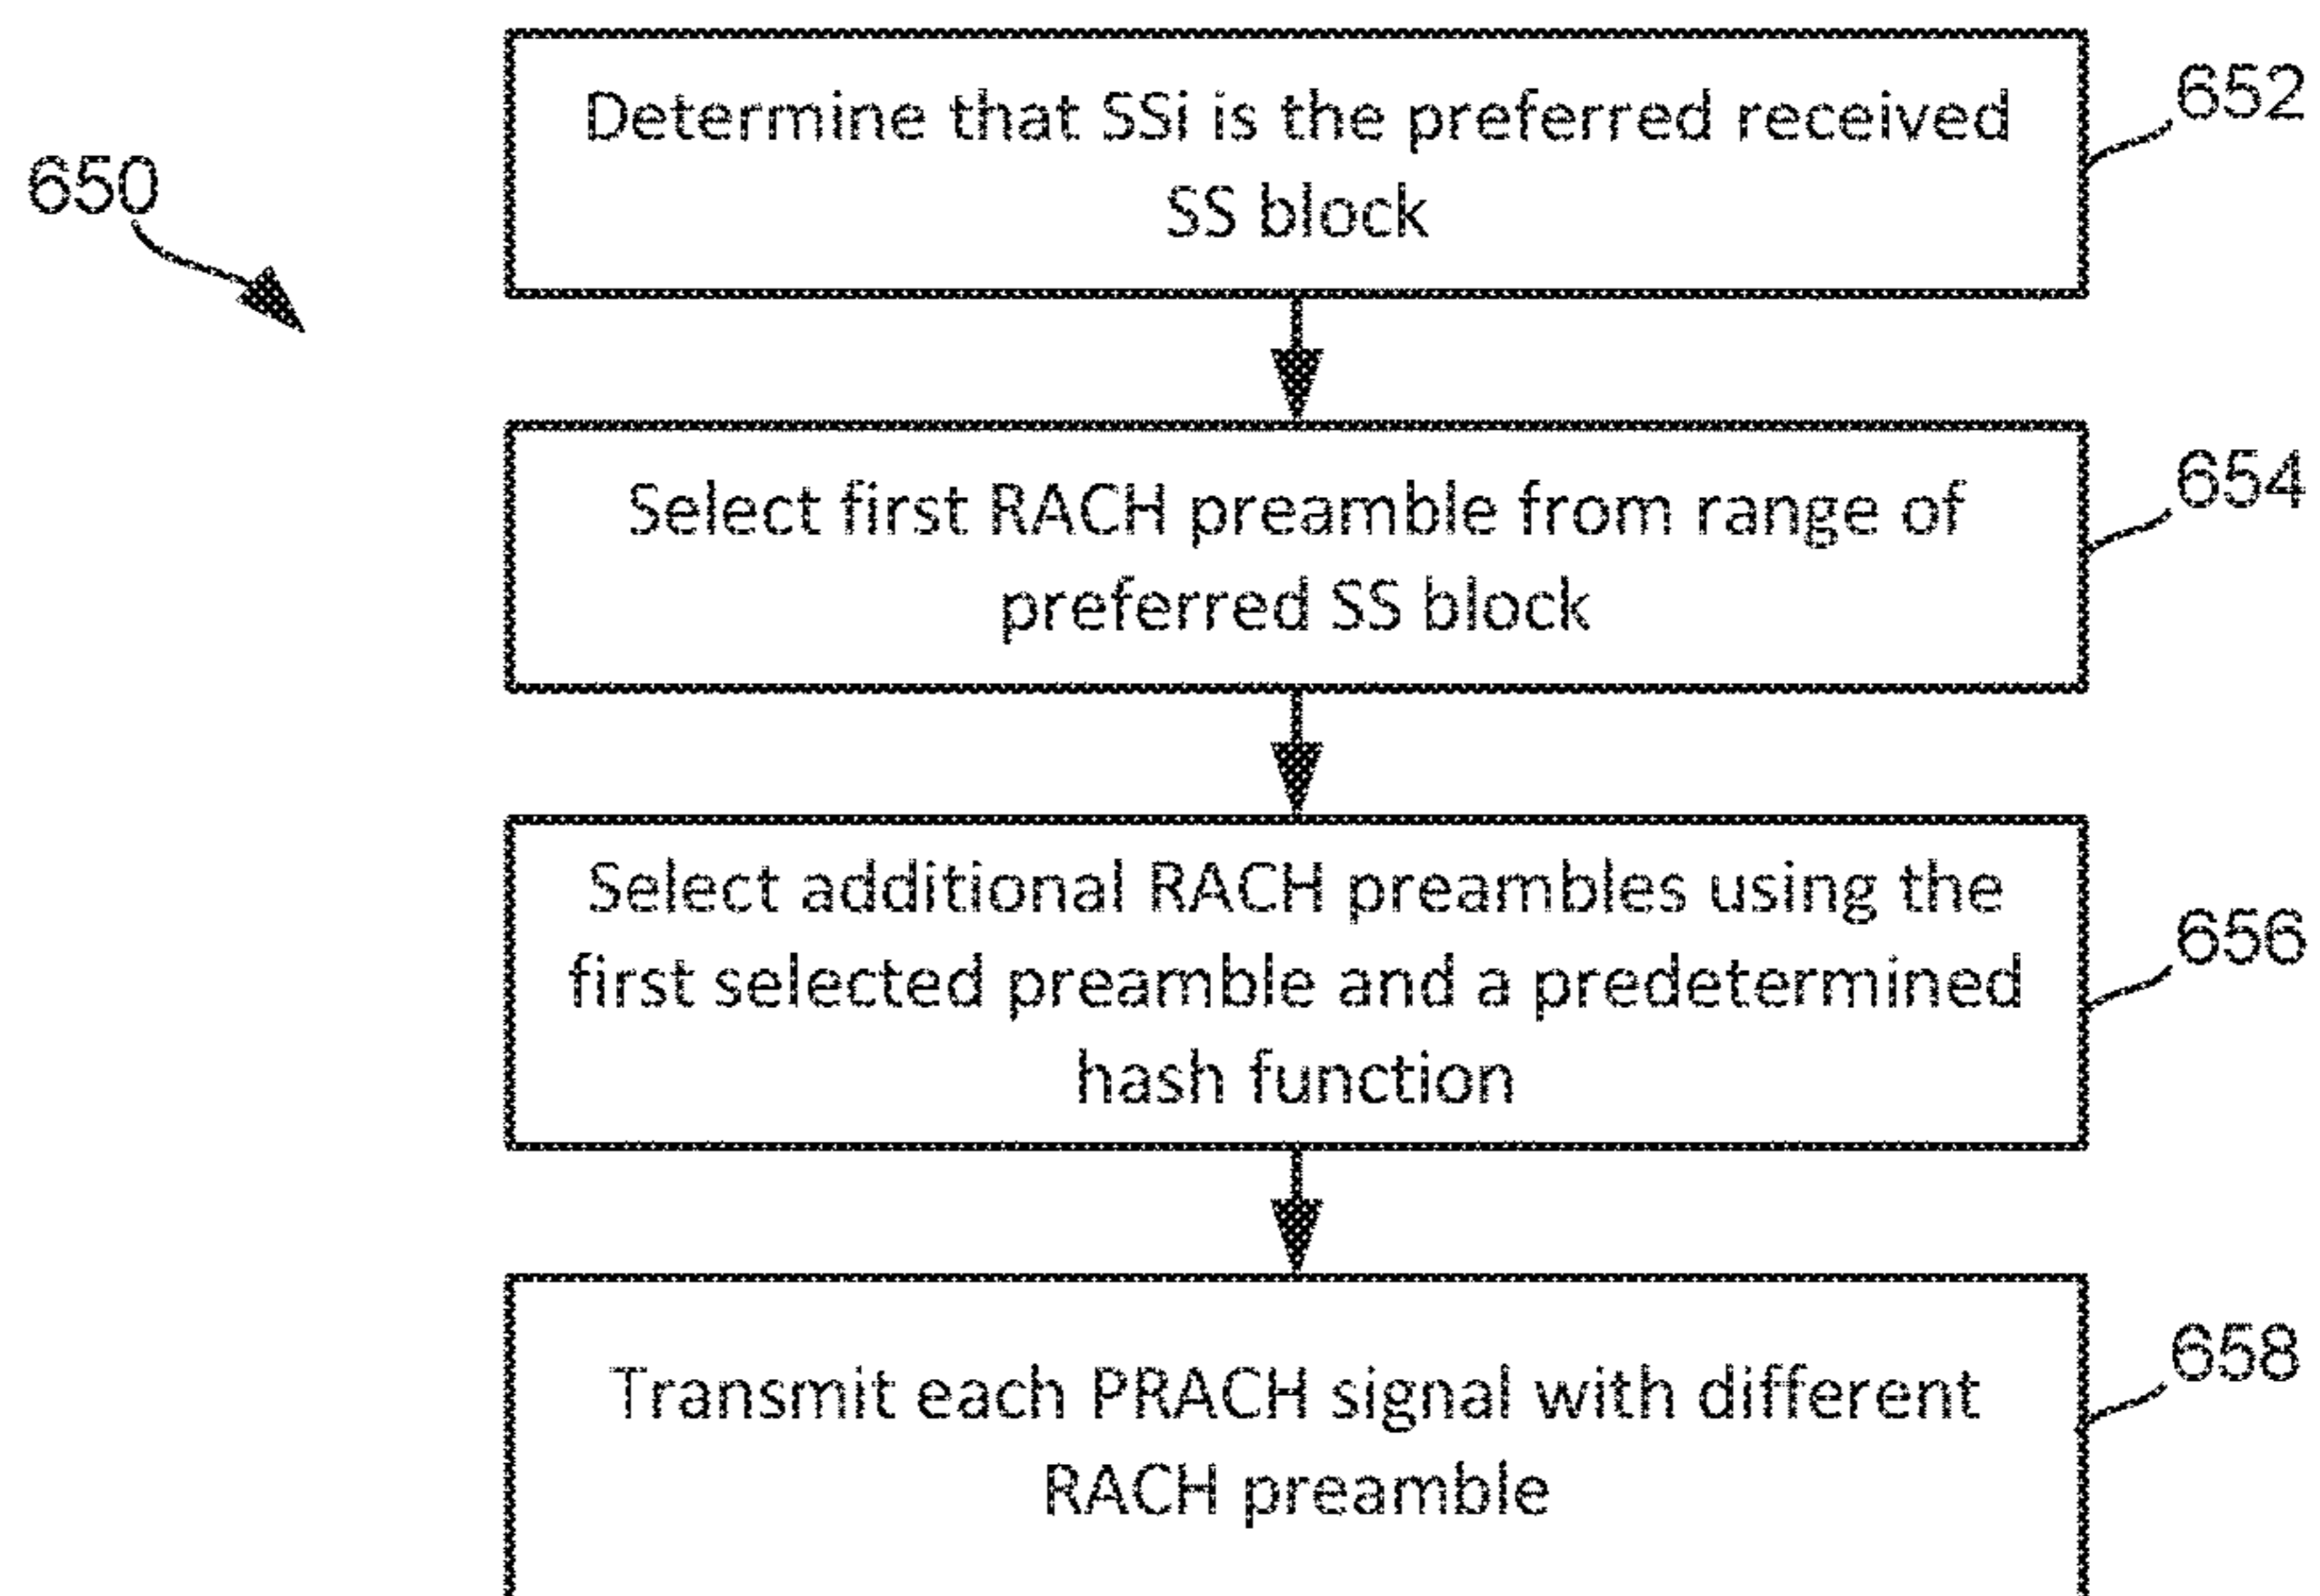 650
Determine that SSi is the preferred received
SS block
652
Select first RACH preamble from range of
preferred SS block
654
Select additional RACH preambles using the
first selected preamble and a predetermined
hash function
656
Transmit each PRACH signal with different
RACH preamble
658